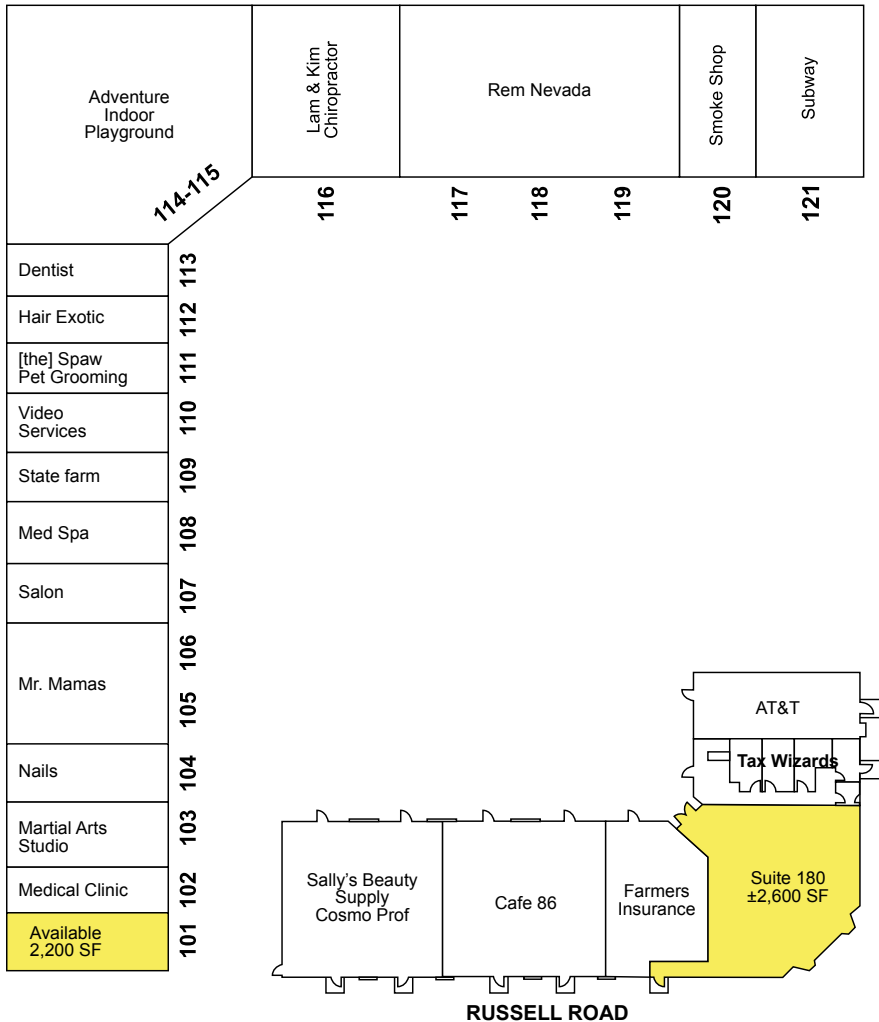 Adventure
Indoor
Playground
114-115
Lam & Kim
Chiropractor
116
Rem Nevada
117
118
119
Smoke Shop
120
Subway
121
Dentist
113
Hair Exotic
112
[the] Spaw
Pet Grooming
111
Video
Services
110
State farm
109
Med Spa
108
Salon
107
106
Mr. Mamas
105
Nails
104
Martial Arts
Studio
103
Medical Clinic
102
Available
2,200 SF
101
AT&T
Tax Wizards
Suite 180
±2,600 SF
Sally's Beauty
Supply
Cosmo Prof
Cafe 86
Farmers
Insurance
RUSSELL ROAD